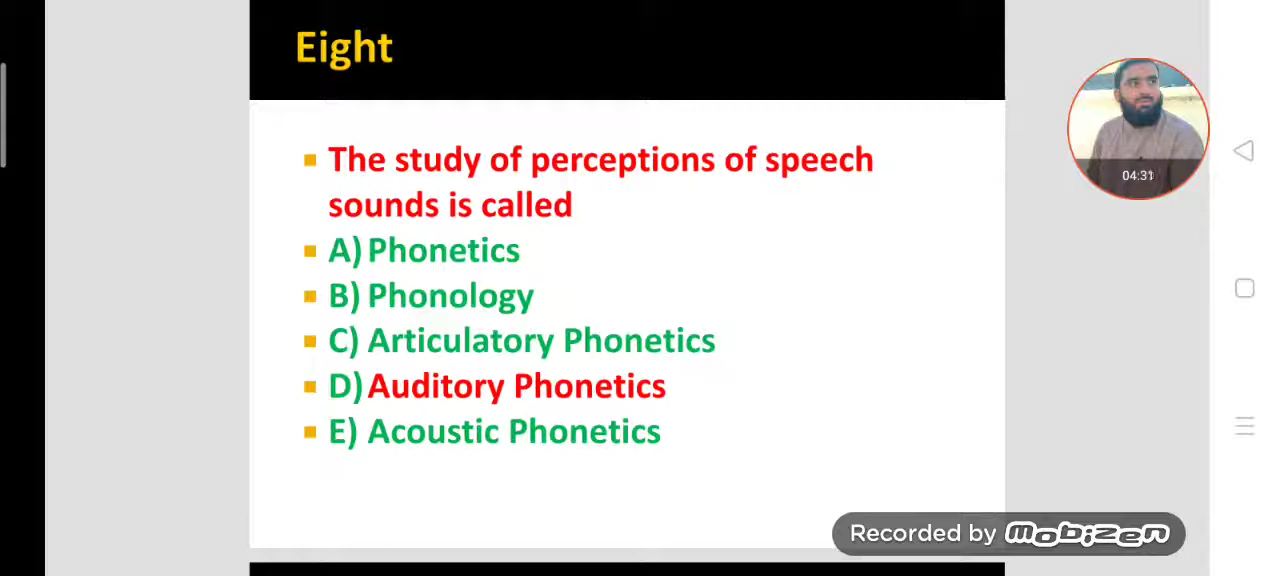 Eight
The study of perceptions of speech
sounds is called
A) Phonetics
B) Phonology
C) Articulatory Phonetics
D) Auditory Phonetics
E) Acoustic Phonetics
04:31
Recorded by Mobizen